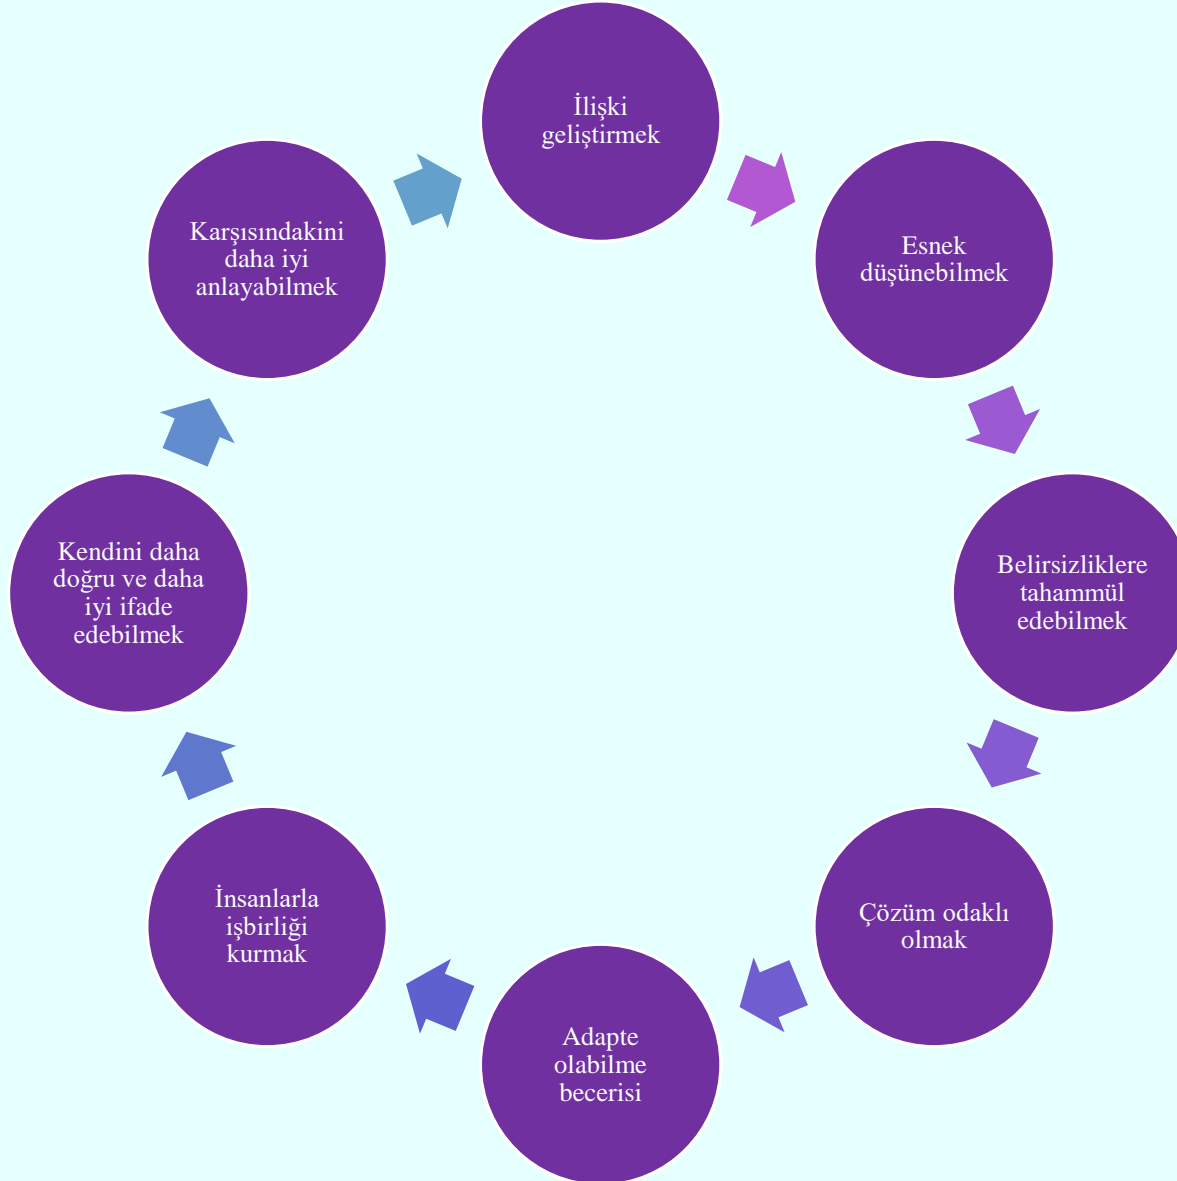 İlişki
geliştirmek
Esnek
düşünebilmek
Belirsizliklere
tahammül
edebilmek
Çözüm odaklı
olmak
Adapte
olabilme
becerisi
İnsanlarla
işbirliği
kurmak
Kendini daha
doğru ve daha
iyi ifade
edebilmek
Karşısındakini
daha iyi
anlayabilmek